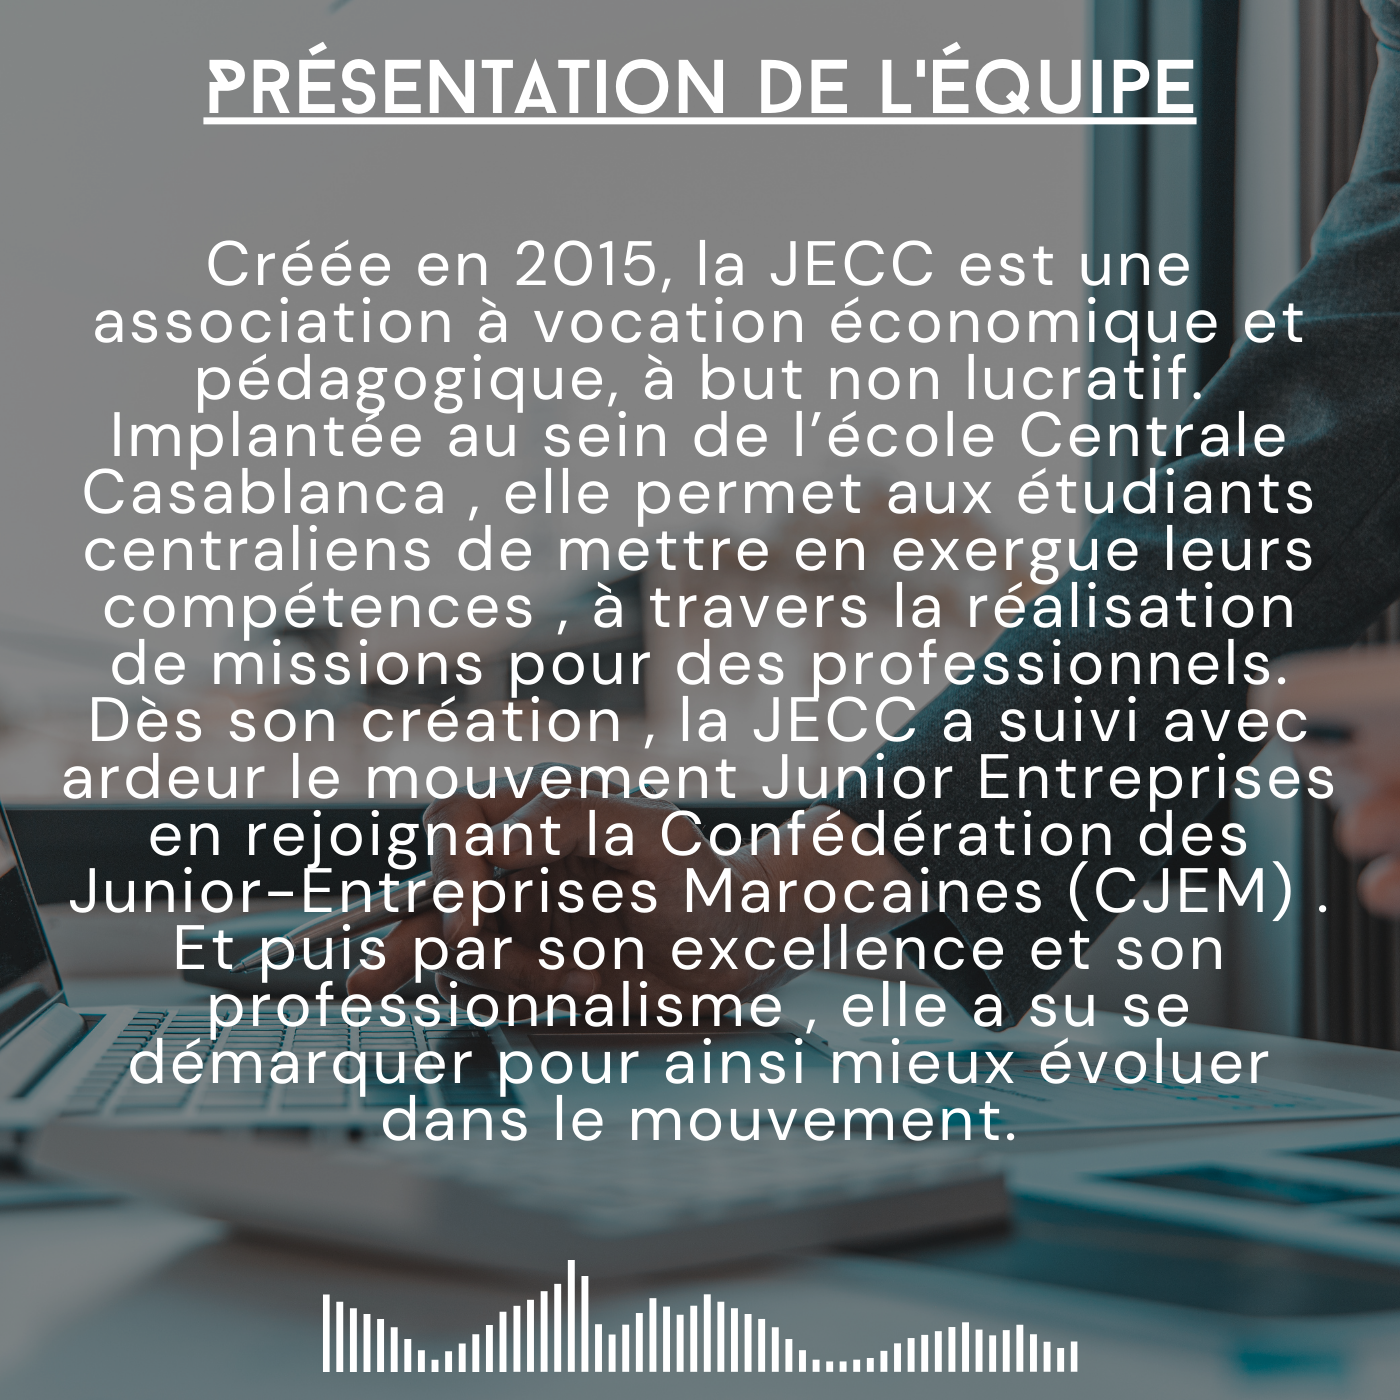 PRÉSENTATION DE L'ÉQUIPE
Créée en 2015, la JECC est une
association à vocation économique et
pédagogique, à but non lucratif.
Implantée au sein de l’école Centrale
Casablanca , elle permet aux étudiants
centraliens de mettre en exergue leurs
compétences , à travers la réalisation
de missions pour des professionnels.
Dès son création , la JECC a suivi avec
ardeur le mouvement Junior Entreprises
en rejoignant la Confédération des
Junior-Entreprises Marocaines (CJEM) .
Et puis par son excellence et son
professionnalisme , elle a su se
démarquer pour ainsi mieux évoluer
dans le mouvement.